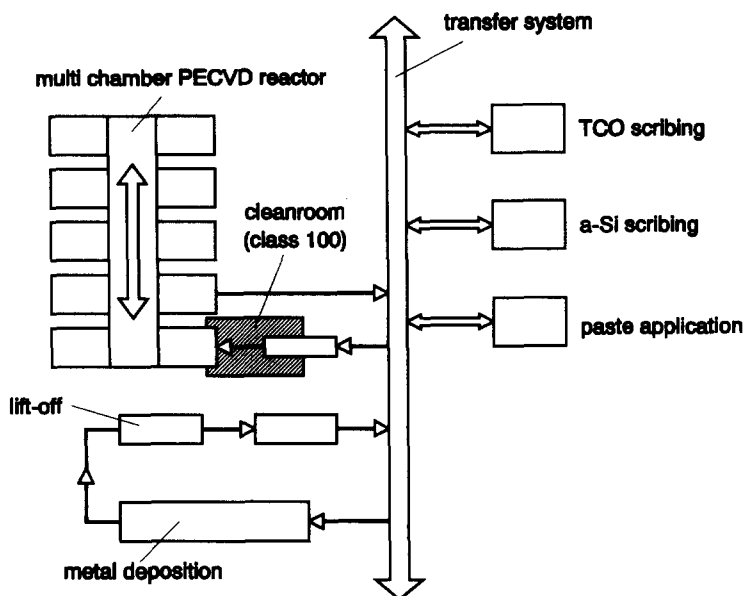 transfer system
multi chamber PECVD reactor
TCO scribing
cleanroom
(class 100)
a-Si scribing
paste application
lift-off
metal deposition